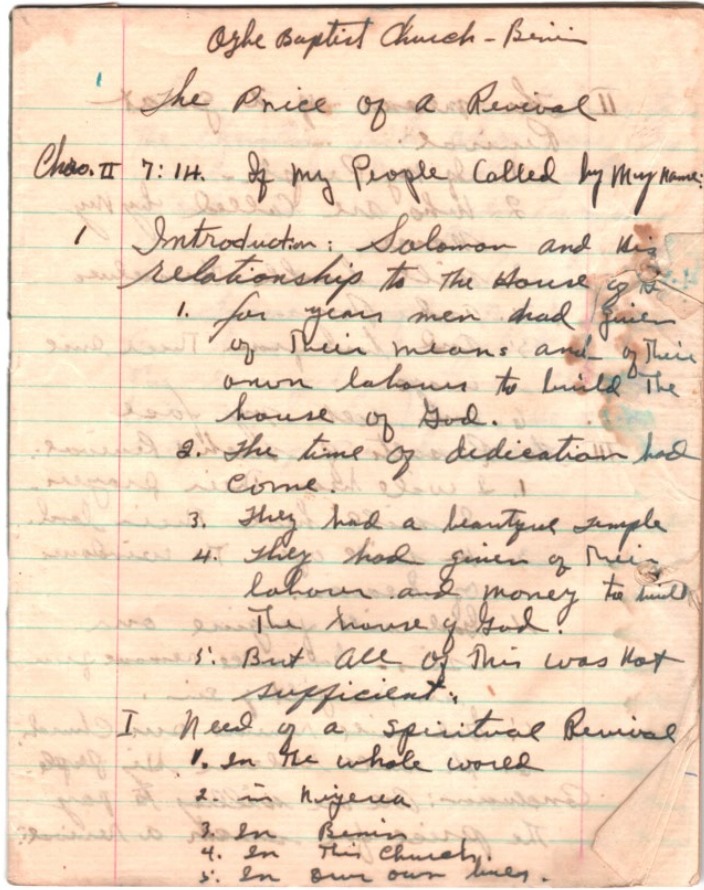 Oghe Baptist Church - Benin
The Price of a Revival
Chro. II 7:14. If my People Called by My Name:
1 Introduction: Solomon and His
relationship to The House of G
1. for years men had given
of Their means and of Their
own labours to build The
house of God.
2. The time of dedication had
Come.
3. They had a beautyful Temple
4. They had given of Their
labour and money to build
The house of God.
5. But All of This was Not
sufficient.
I Need of a Spiritual Revival
1. In the whole world
2. in Nigeria
3. In Benin
4. In This Church.
5. In our own lives.